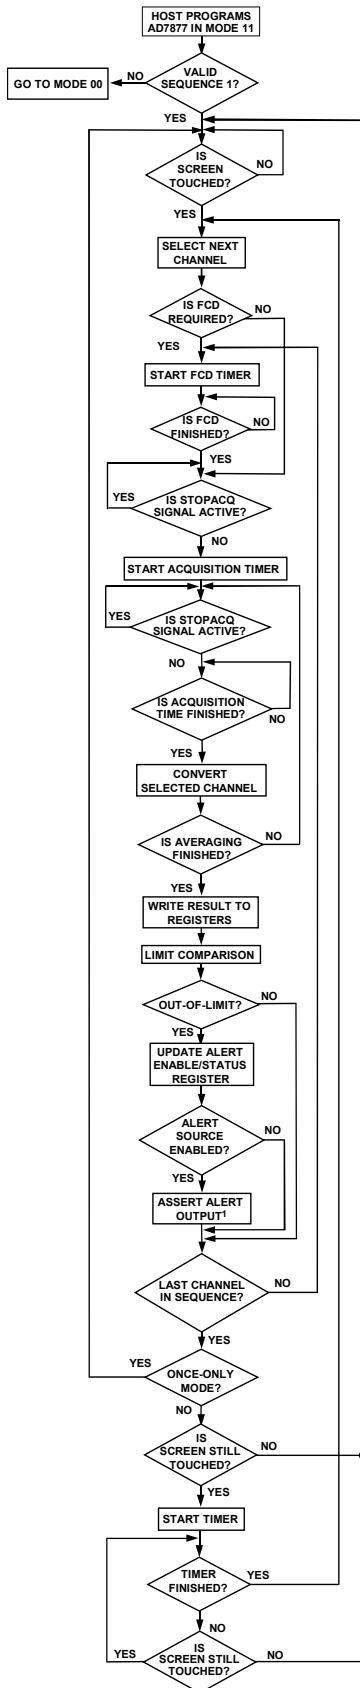 HOST PROGRAMS
AD7877 IN MODE 11
NO
VALID
SEQUENCE 1?
GO TO MODE 00
YES
IS
SCREEN
TOUCHED?
NO
YES
SELECT NEXT
CHANNEL
IS FCD
REQUIRED?
NO
YES
START FCD TIMER
IS FCD
FINISHED?
NO
YES
IS STOPACQ
SIGNAL ACTIVE?
YES
NO
START ACQUISITION TIMER
IS STOPACQ
SIGNAL ACTIVE?
YES
NO
IS ACQUISITION
TIME FINISHED?
NO
YES
CONVERT
SELECTED CHANNEL
IS AVERAGING
FINISHED?
NO
YES
WRITE RESULT TO
REGISTERS
LIMIT COMPARISON
OUT-OF-LIMIT?
NO
YES
UPDATE ALERT
ENABLE/STATUS
REGISTER
ALERT
SOURCE
ENABLED?
NO
YES
ASSERT ALERT
OUTPUT1
LAST CHANNEL
IN SEQUENCE?
NO
YES
YES
ONCE-ONLY
MODE?
NO
IS
SCREEN STILL
TOUCHED?
NO
YES
START TIMER
TIMER
FINISHED?
YES
NO
IS
SCREEN STILL
TOUCHED?
YES
NO